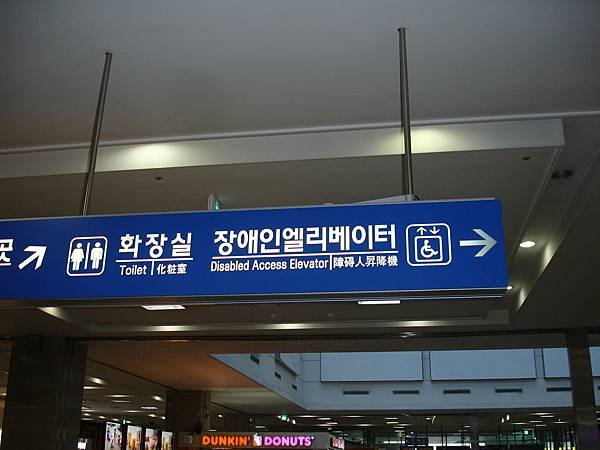 화장실 장애인엘리베이터
Toilet 化粧室 Disabled Access Elevator 障碍人昇降機
DUNKIN' DONUTS